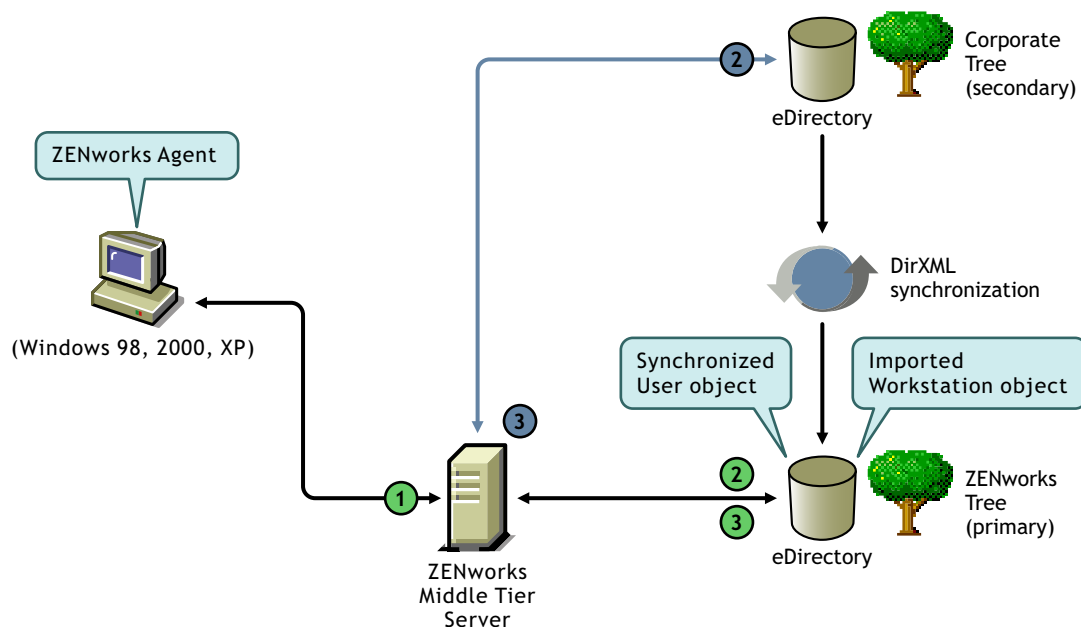 2
Corporate
Tree
(secondary)
eDirectory
ZENworks Agent
DirXML
synchronization
(Windows 98, 2000, XP)
Synchronized
User object
Imported
Workstation object
3
1
2
3
ZENworks
Tree
(primary)
eDirectory
ZENworks
Middle Tier
Server